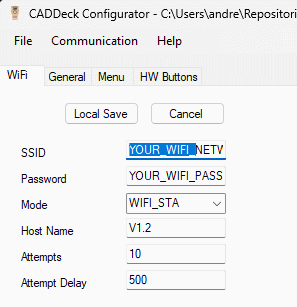 CADDeck Configurator - C:\Users\andre\Repositori
File Communication Help
WiFi General Menu HW Buttons
Local Save Cancel
SSID YOUR_WIFI_NETW
Password YOUR_WIFI_PASS
Mode WIFI_STA
Host Name V1.2
Attempts 10
Attempt Delay 500